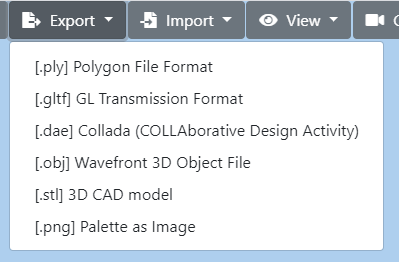 Export Import View
[.ply] Polygon File Format
[.gltf] GL Transmission Format
[.dae] Collada (COLLAborative Design Activity)
[.obj] Wavefront 3D Object File
[.stl] 3D CAD model
[.png] Palette as Image